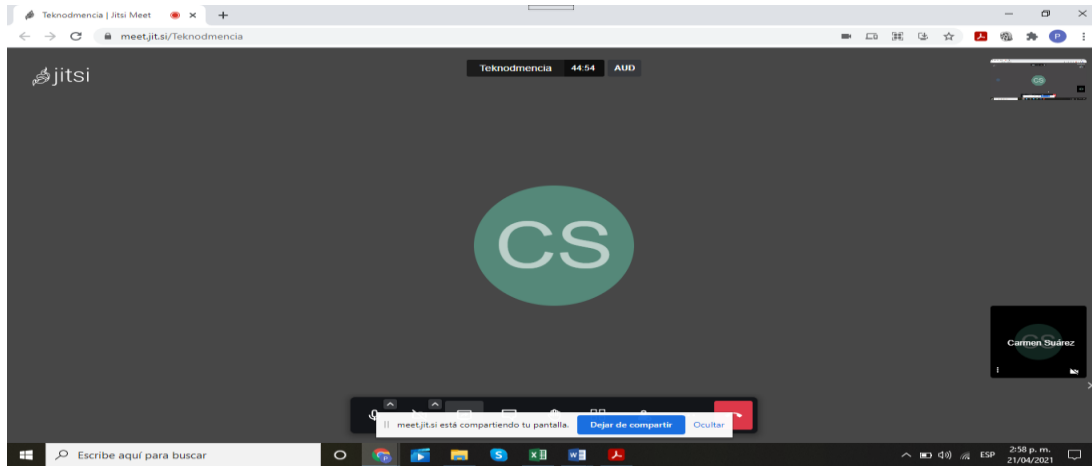 Teknodmencia | Jitsi Meet
meet.jit.si/Teknodmencia
P
jitsi
Teknodmencia 44:54 AUD
CS
CS
CS
Carmen Suárez
meet.jit.si está compartiendo tu pantalla. Dejar de compartir Ocultar
Escribe aquí para buscar
ESP
2:58 p. m.
21/04/2021